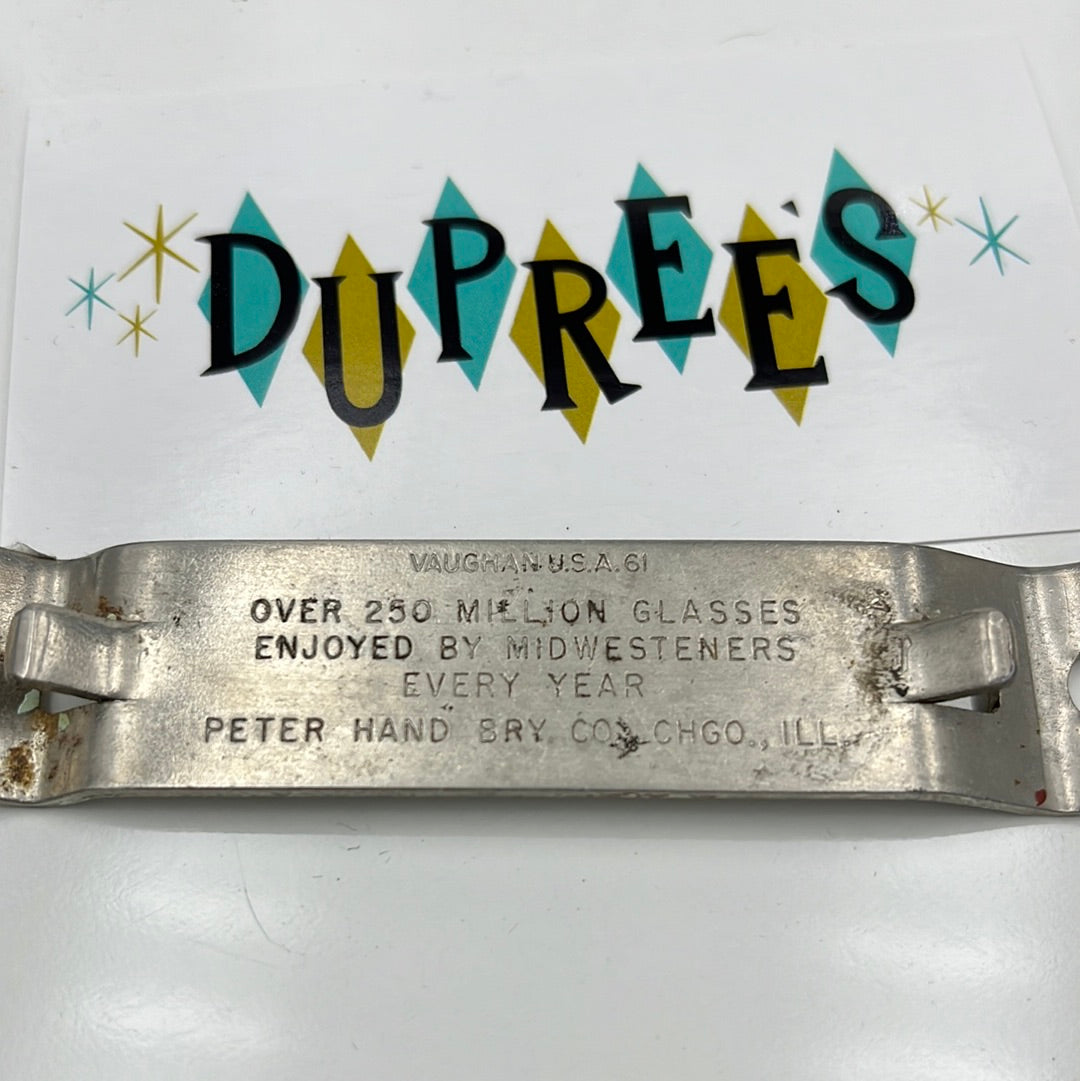 DUPREE'S
VAUGHAN U.S.A. 61
OVER 250 MILLION GLASSES
ENJOYED BY MIDWESTENERS
EVERY YEAR
PETER HAND BRY. CO., CHGO., ILL.